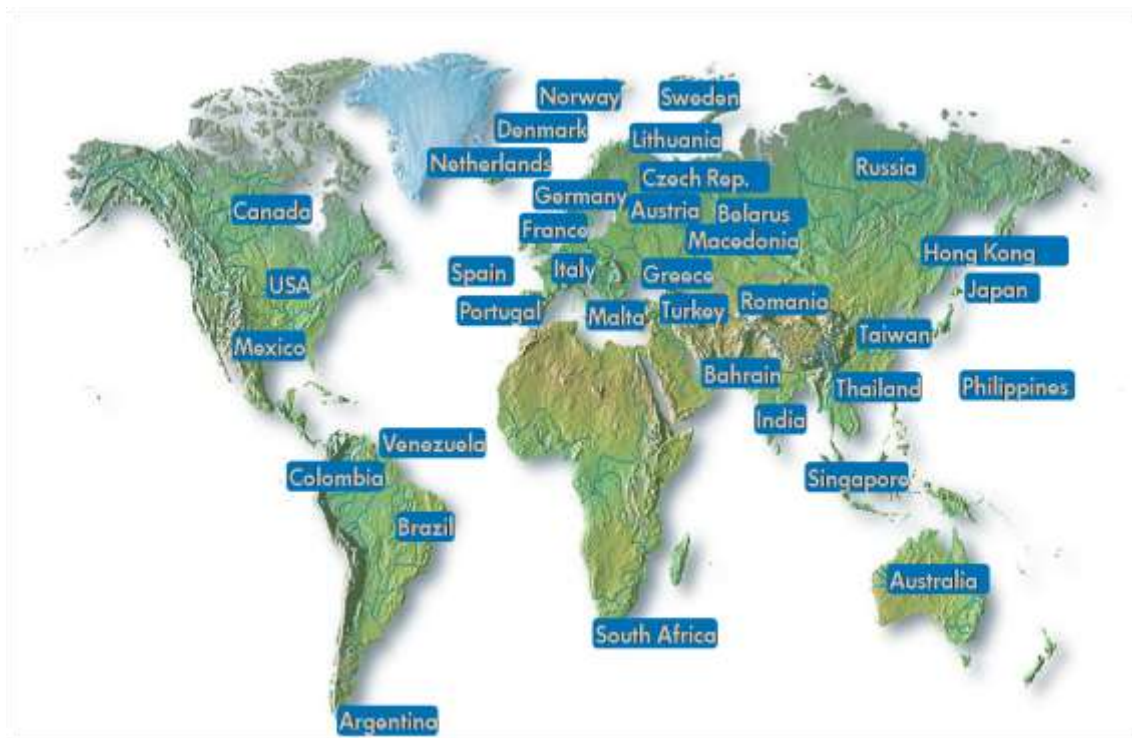 Norway
Sweden
Denmark
Lithuania
Netherlands
Czech Rep.
Russia
Germany
Canada
Austria
Belarus
France
Macedonia
Hong Kong
Spain
Italy
Greece
USA
Japan
Portugal
Malta
Turkey
Romania
Taiwan
Mexico
Bahrain
Thailand
Philippines
India
Venezuela
Colombia
Singapore
Brazil
Australia
South Africa
Argentina